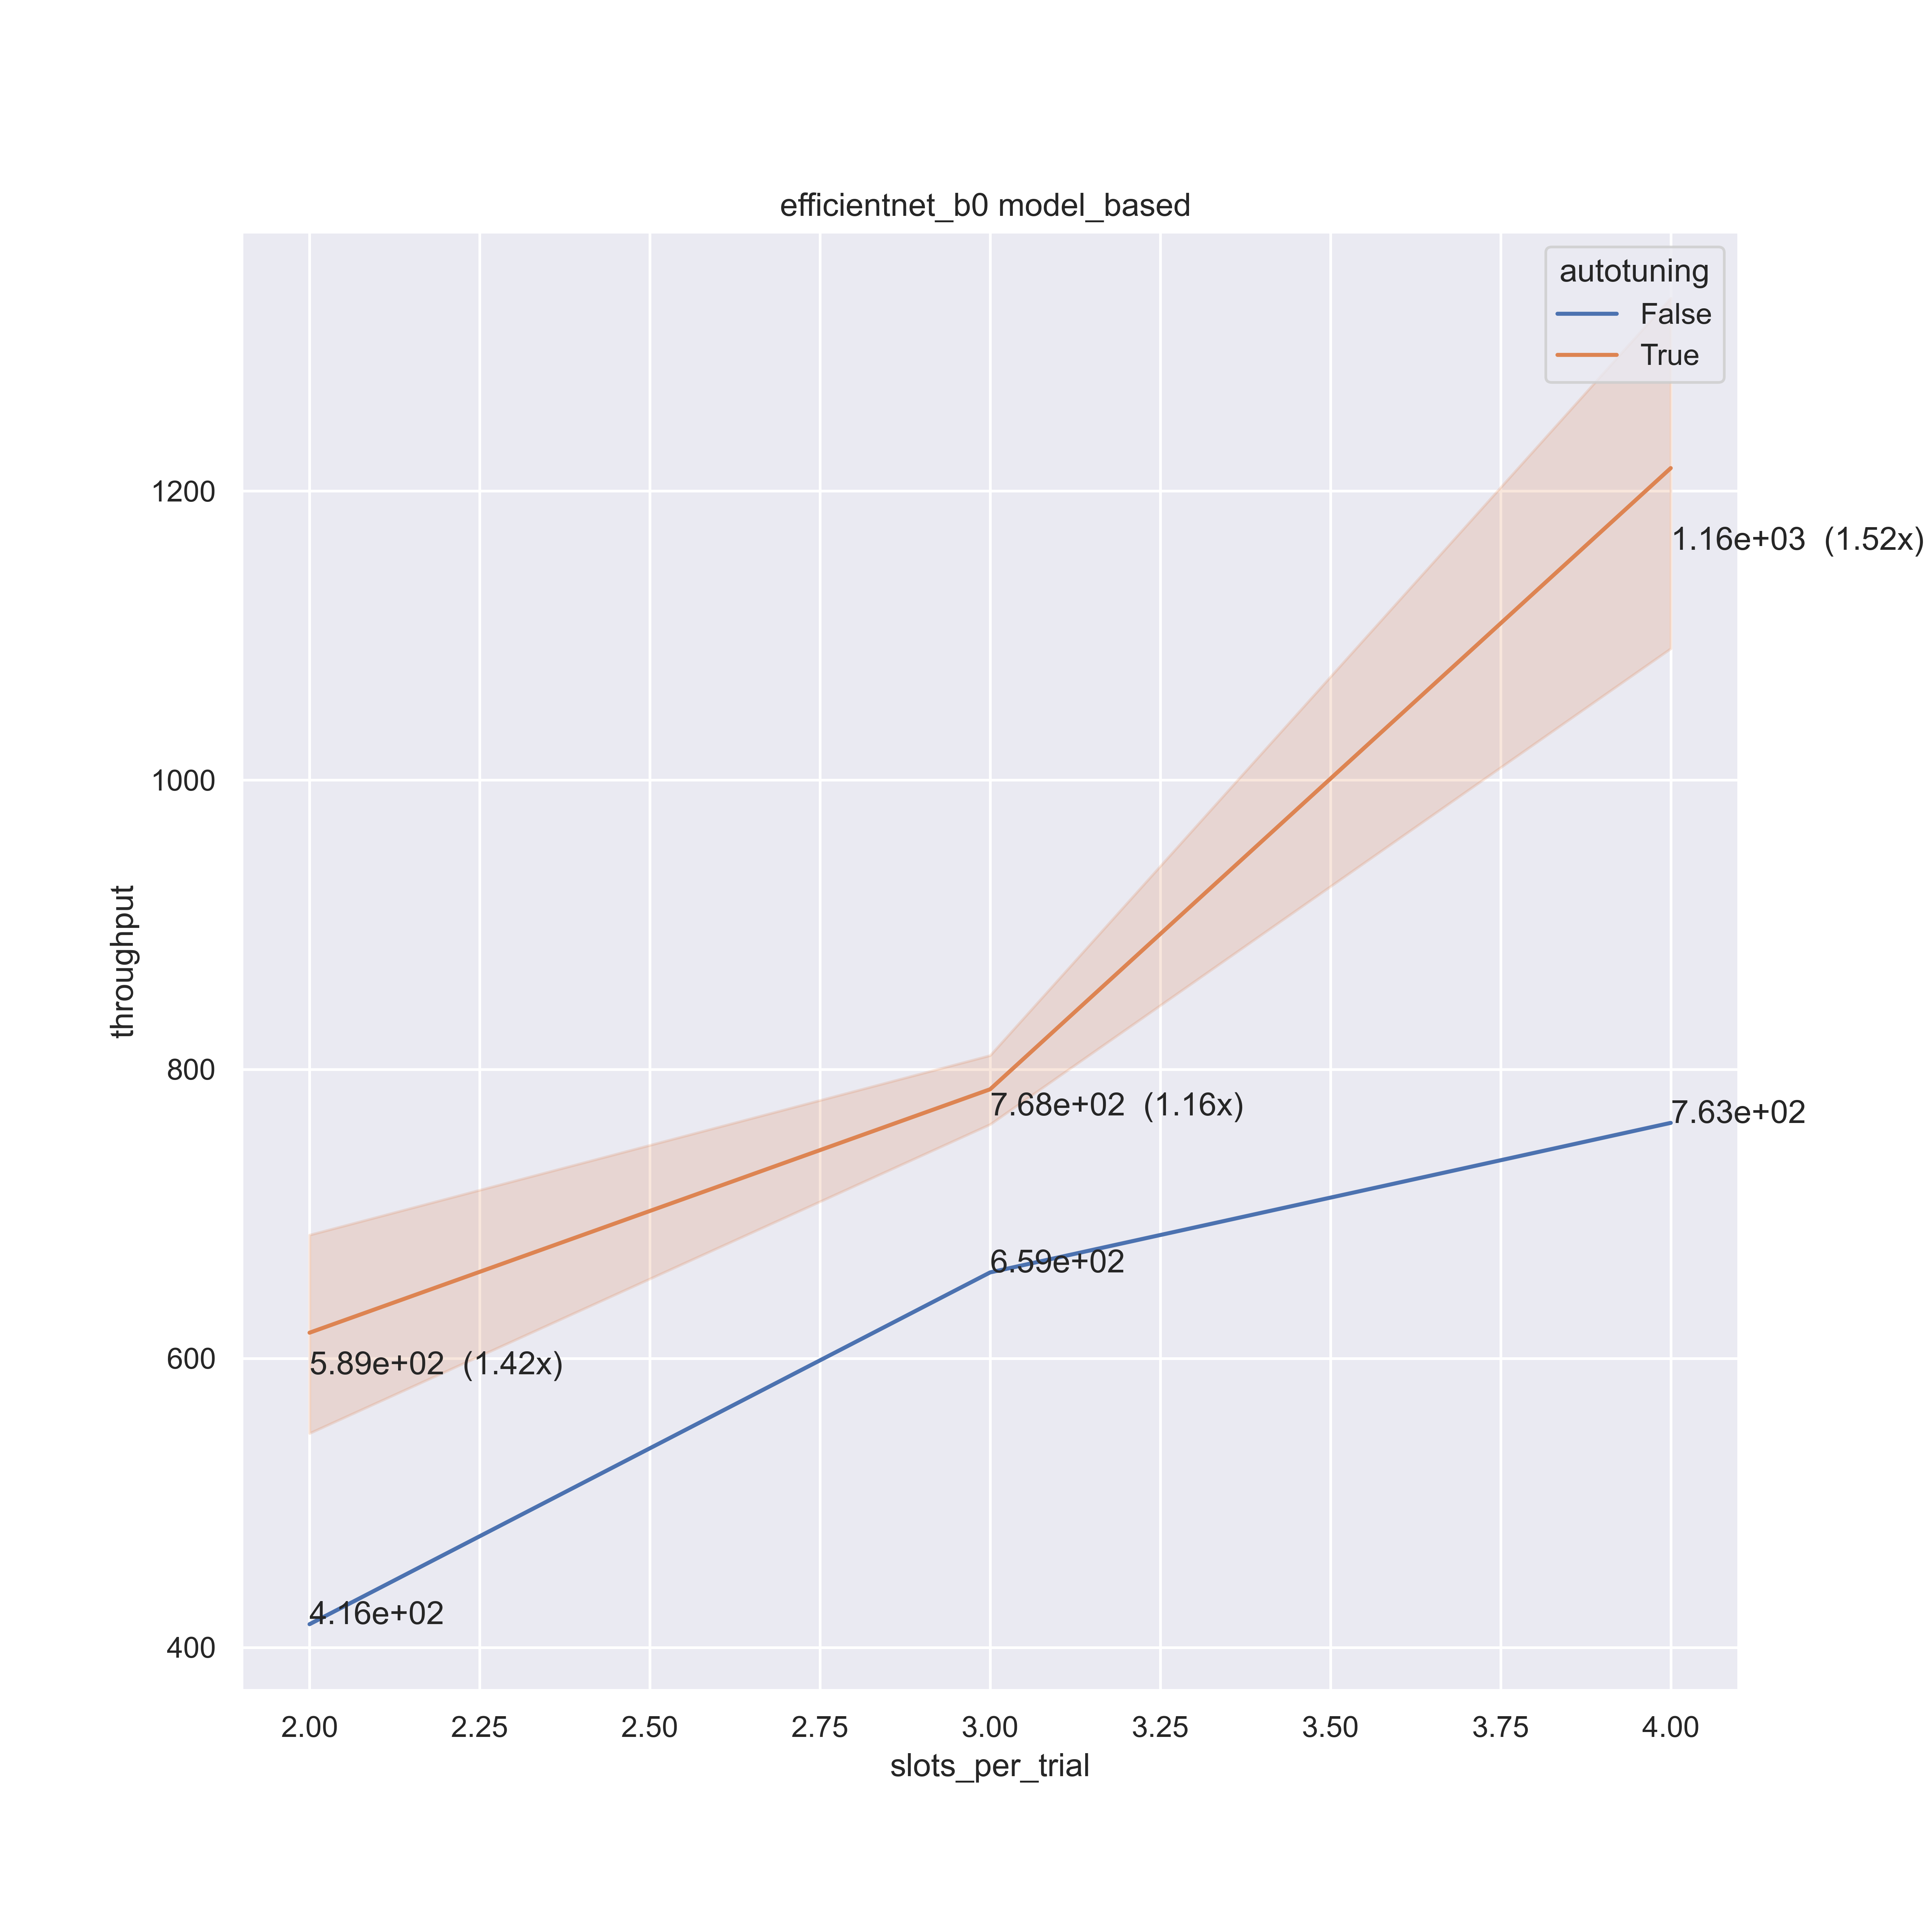 efficientnet_b0 model_based
autotuning
False
True
1200
1000
800
600
400
throughput
1.16e+03 (1.52x)
7.68e+02 (1.16x)
7.63e+02
6.59e+02
5.89e+02 (1.42x)
4.16e+02
2.00 2.25 2.50 2.75 3.00 3.25 3.50 3.75 4.00
slots_per_trial